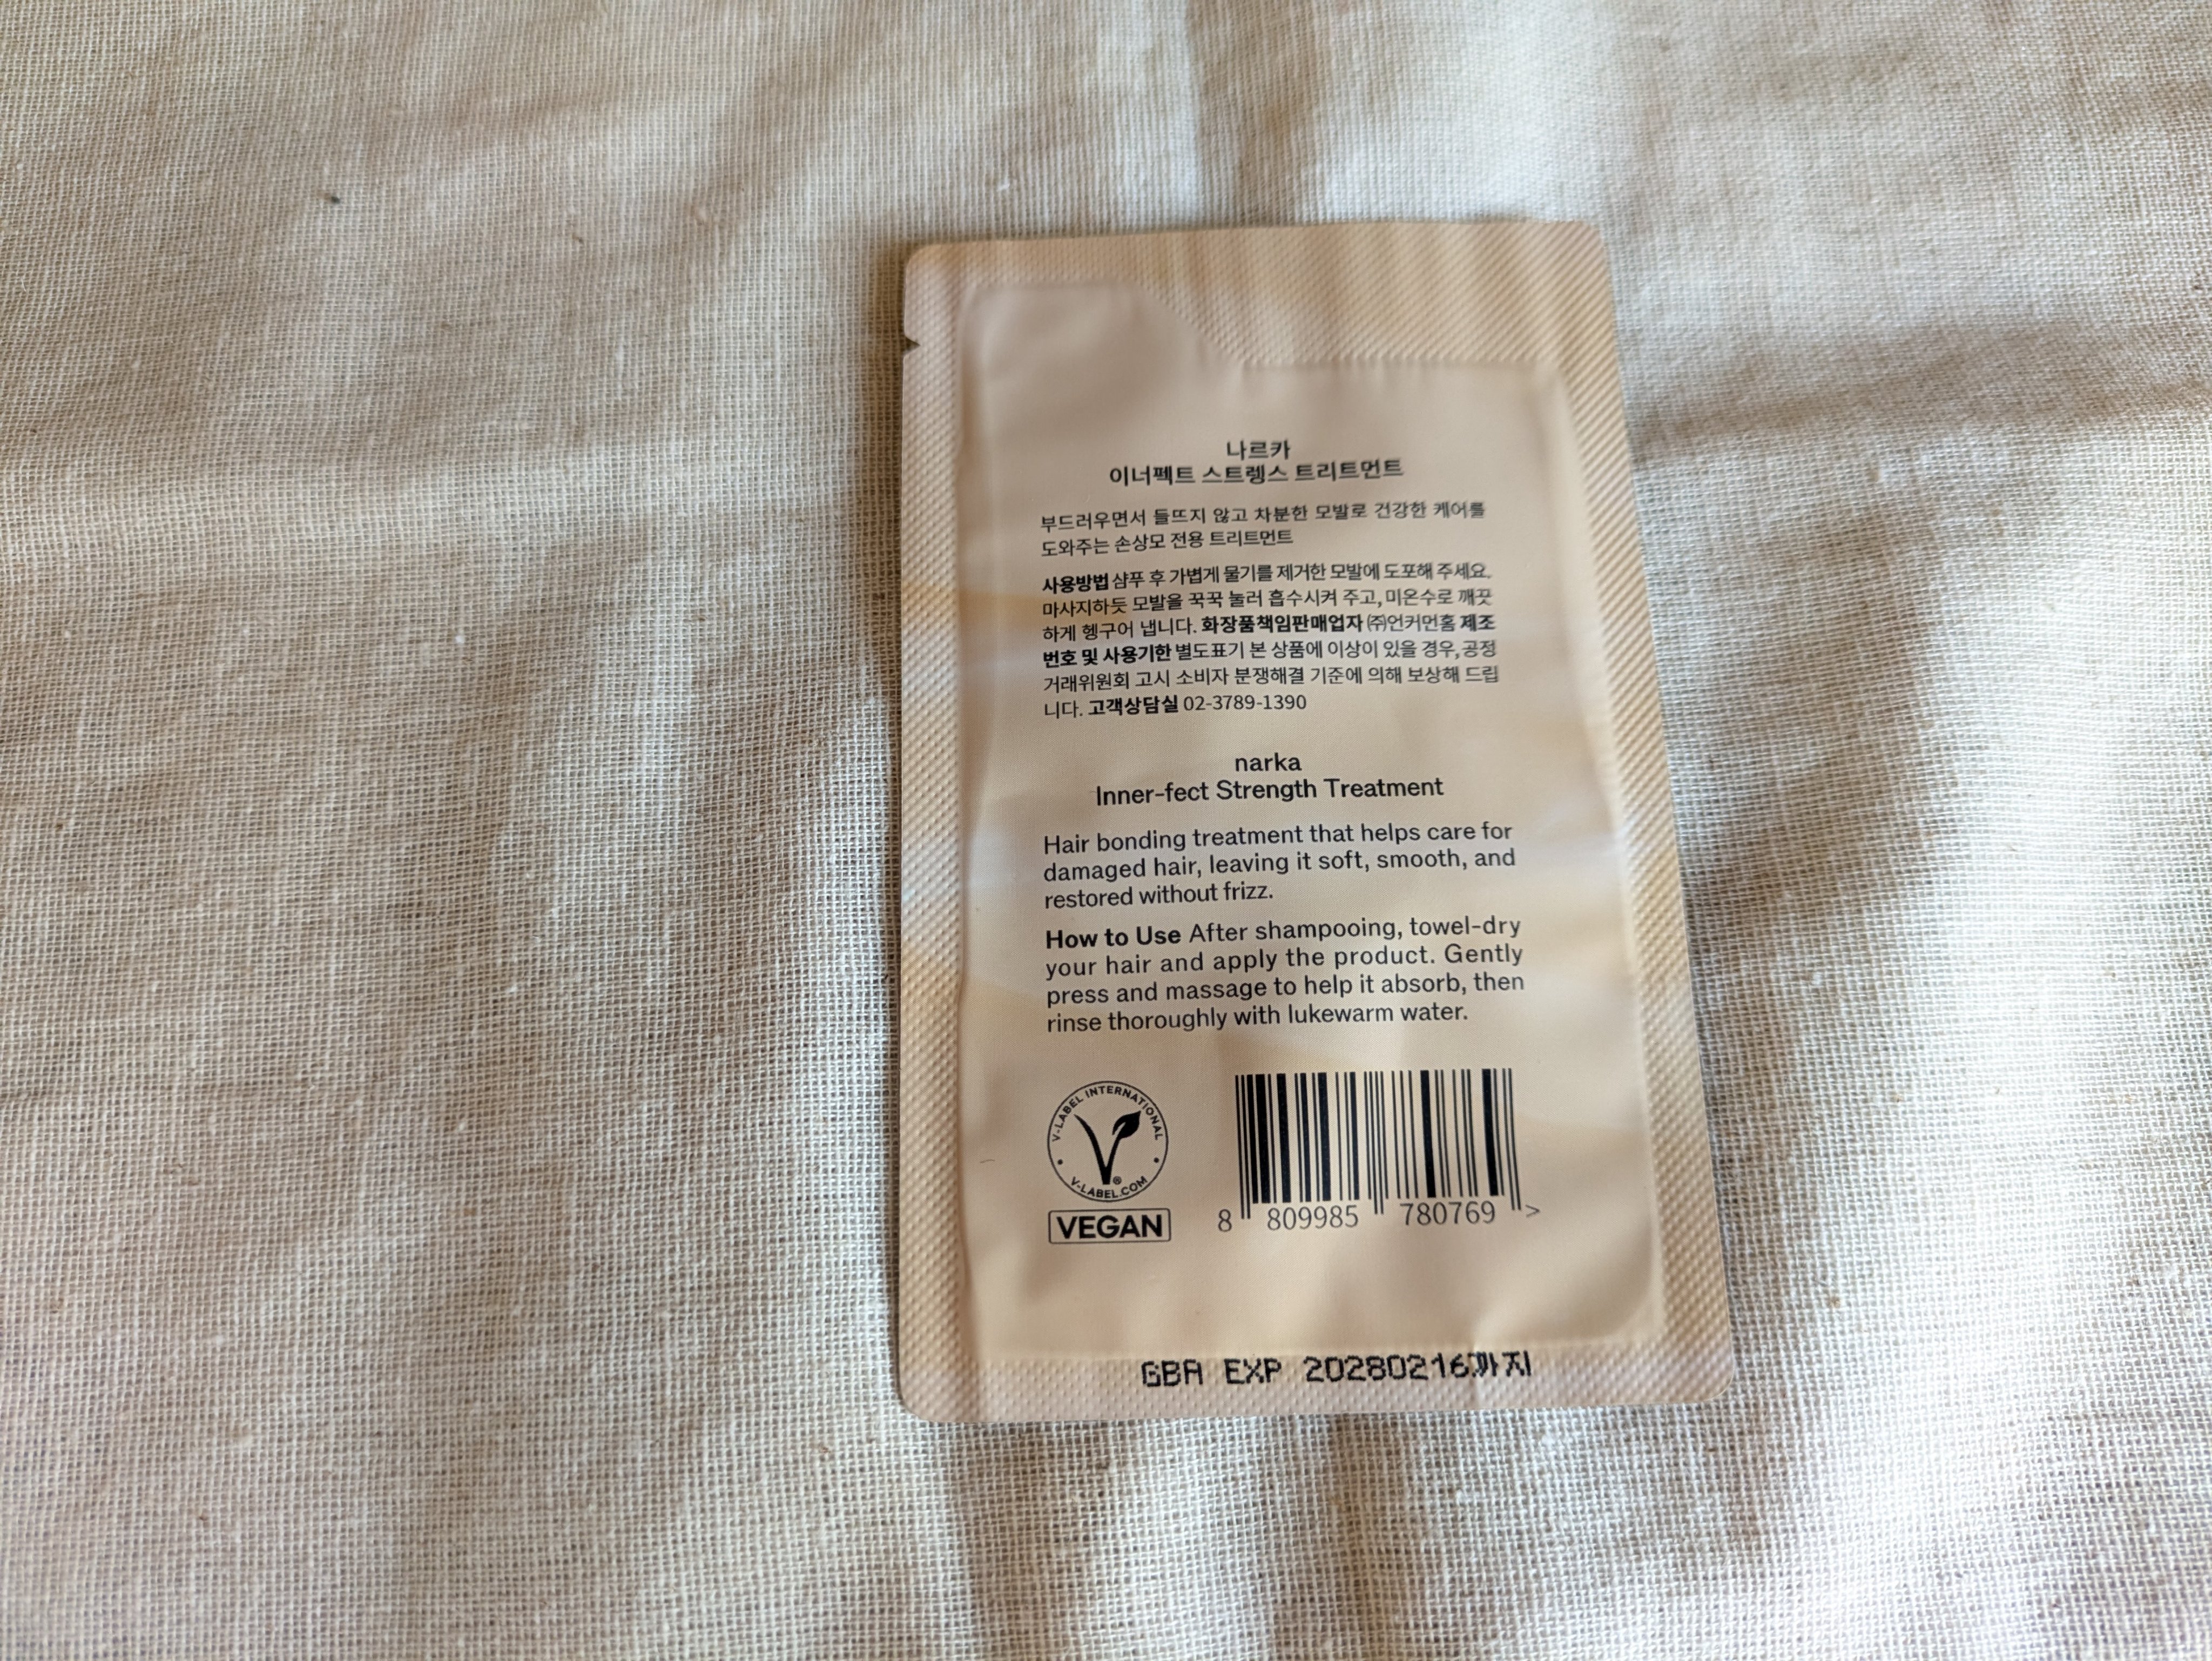 나르카
이너펙트 스트렝스 트리트먼트
부드러우면서 들뜨지 않고 차분한 모발로 건강한 케어를
도와주는 손상모 전용 트리트먼트
사용방법 샴푸 후 가볍게 물기를 제거한 모발에 도포해 주세요.
마사지하듯 모발을 꾹꾹 눌러 흡수시켜 주고, 미온수로 깨끗
하게 헹구어 냅니다. 화장품책임판매업자 ㈜언커먼홈 제조
번호 및 사용기한 별도표기 본 상품에 이상이 있을 경우, 공정
거래위원회 고시 소비자 분쟁해결 기준에 의해 보상해 드립
니다. 고객상담실 02-3789-1390
narka
Inner-fect Strength Treatment
Hair bonding treatment that helps care for
damaged hair, leaving it soft, smooth, and
restored without frizz.
How to Use After shampooing, towel-dry
your hair and apply the product. Gently
press and massage to help it absorb, then
rinse thoroughly with lukewarm water.
V-LABEL INTERNATIONAL
V
®
V-LABEL.COM
VEGAN
8 809985 780769 >
GBA EXP 20280216까지